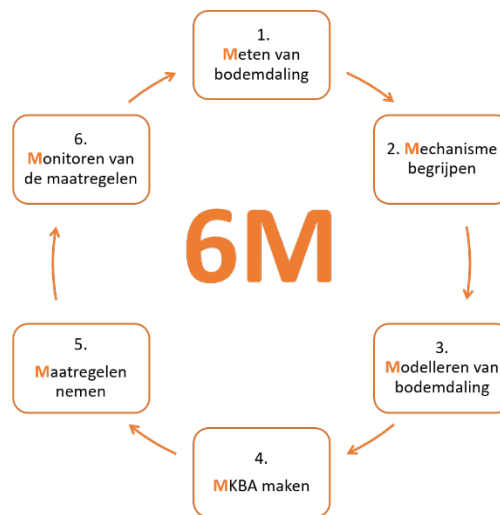 1.
Meten van
bodemdaling
2. Mechanisme
begrijpen
3.
Modelleren van
bodemdaling
4.
MKBA maken
5.
Maatregelen
nemen
6.
Monitoren van
de maatregelen
6M